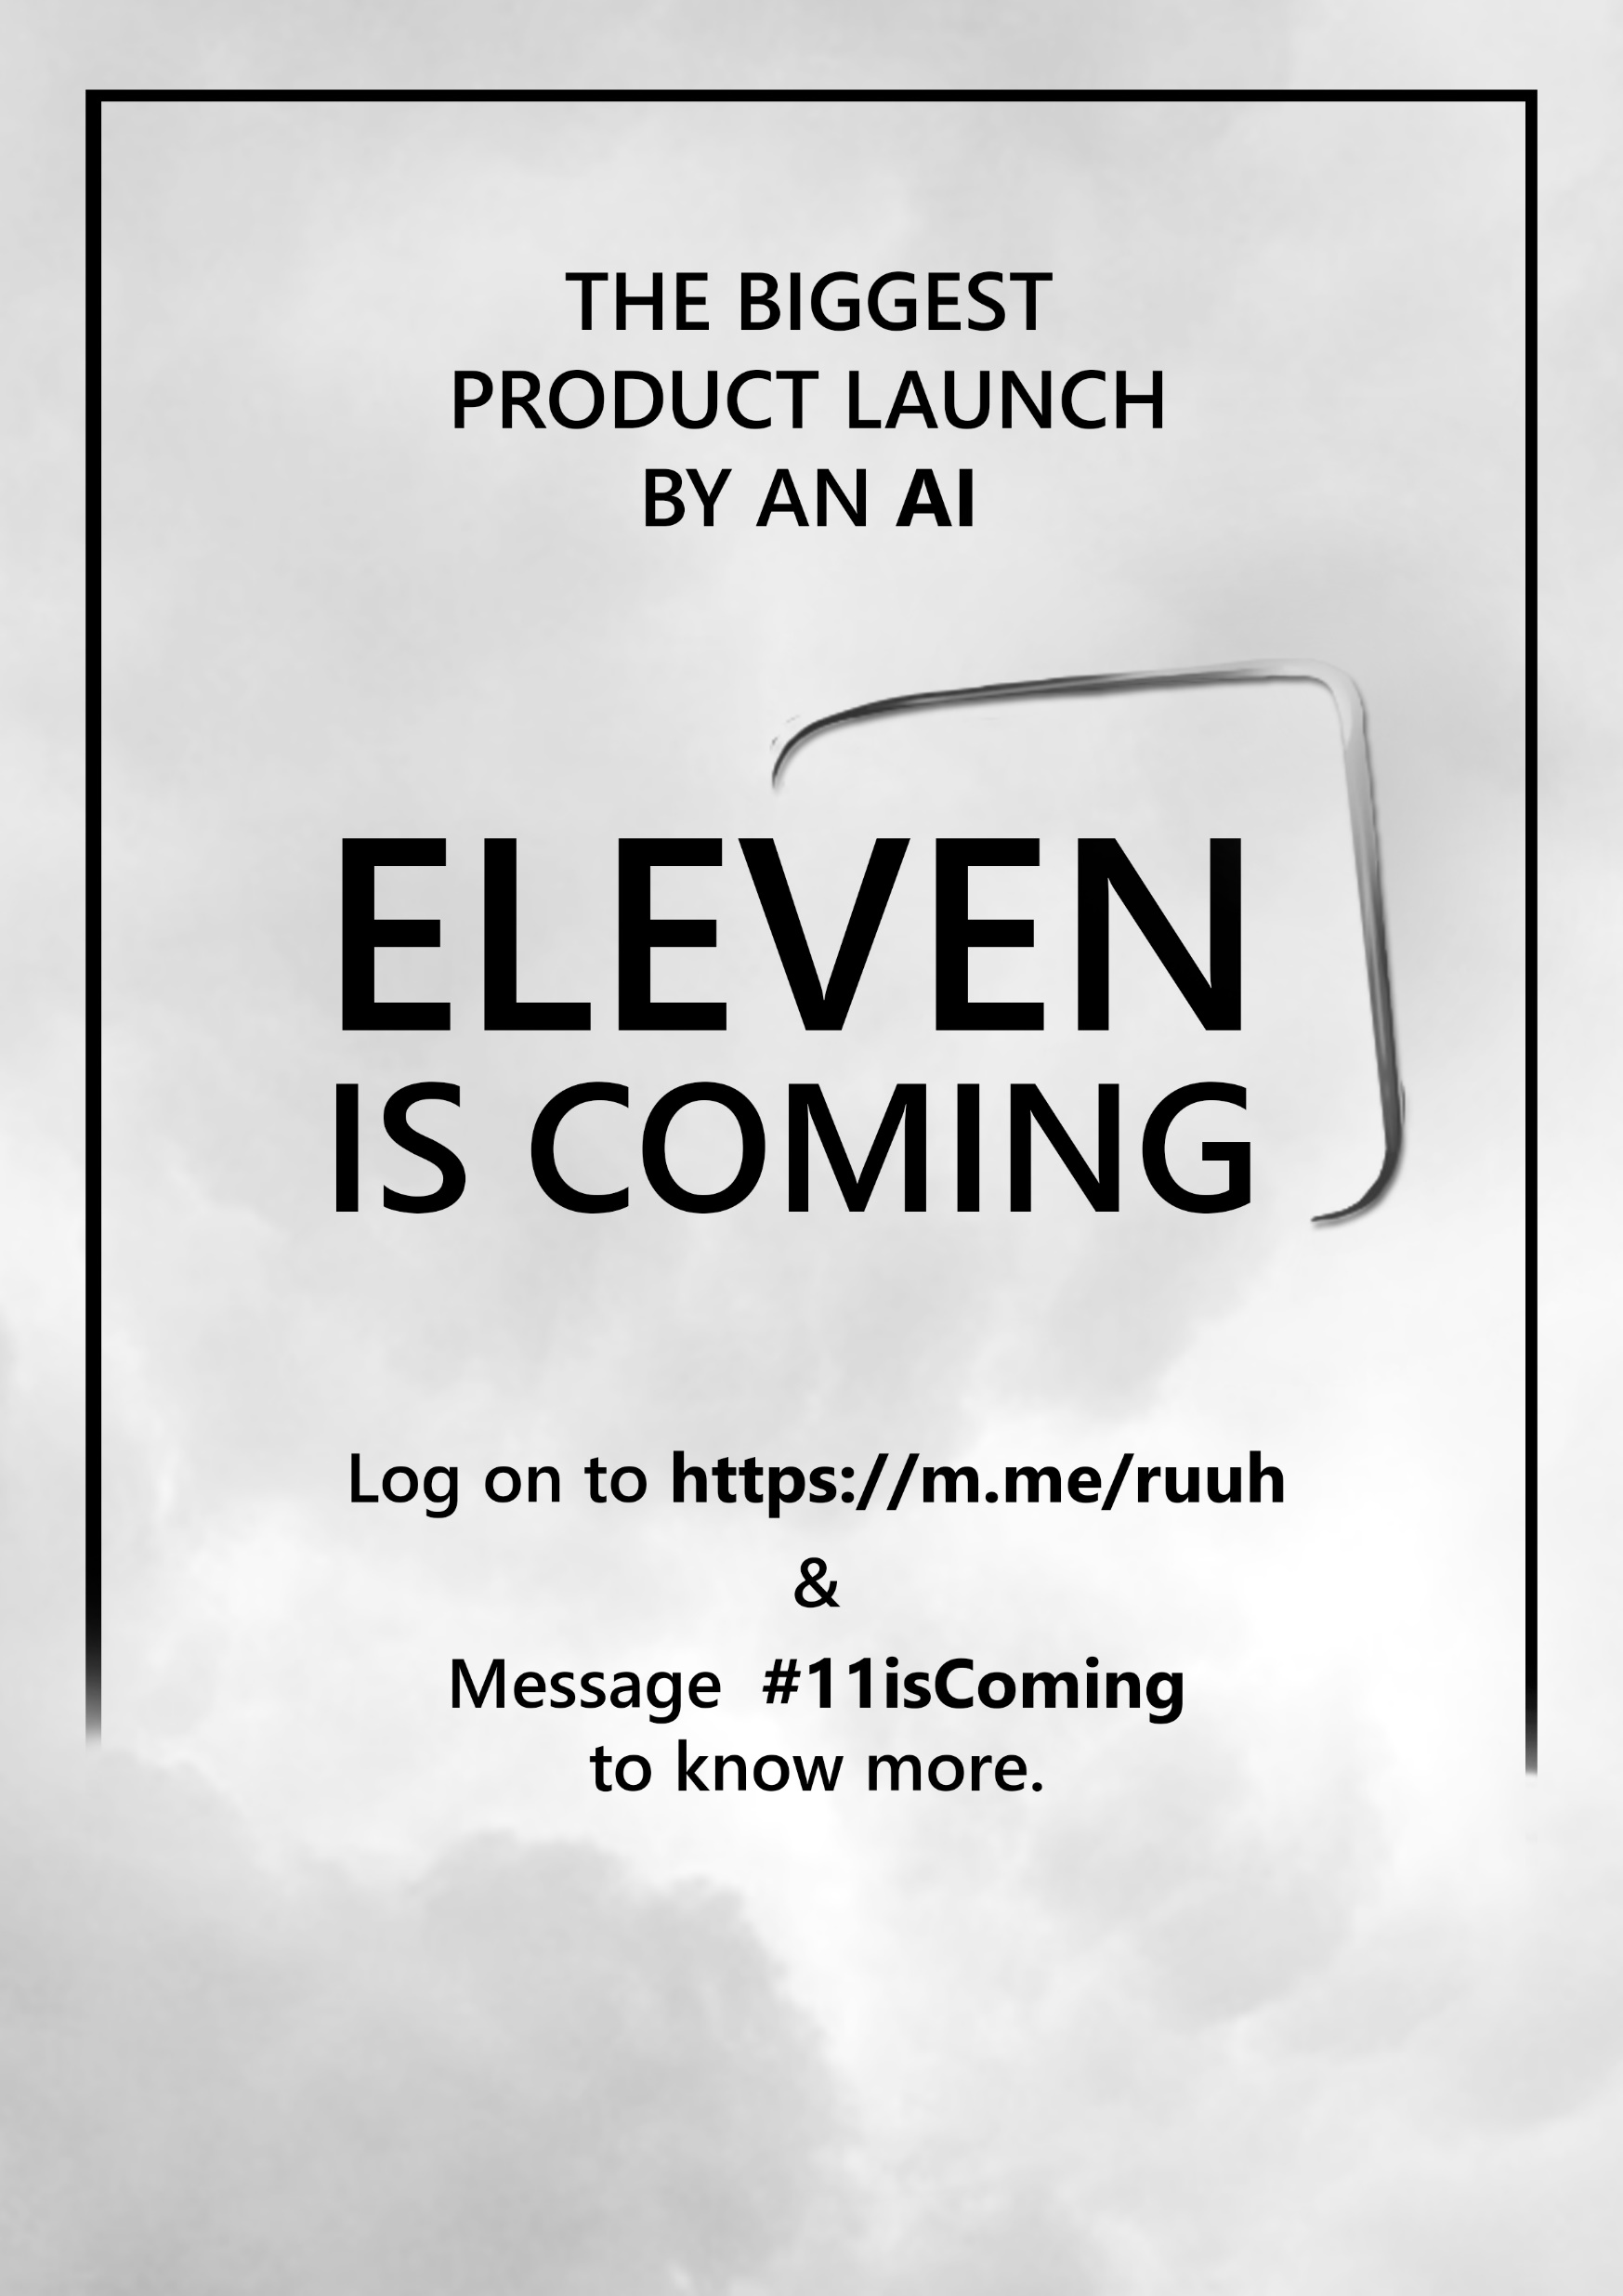 THE BIGGEST
PRODUCT LAUNCH
BY AN AI
ELEVEN
IS COMING
Log on to https://m.me/ruuh
&
Message #11isComing
to know more.